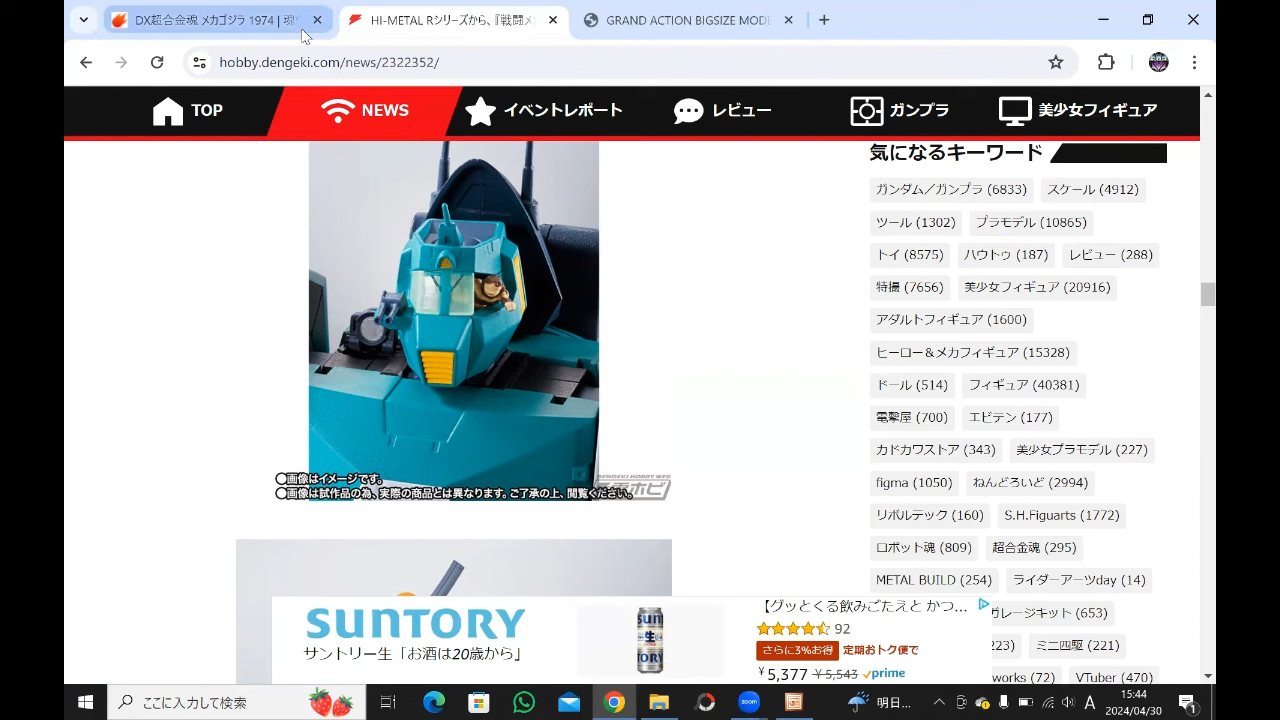 DX超合金魂 メカゴジラ 1974 | 魂
HI-METAL Rシリーズから、『戦闘メ
GRAND ACTION BIGSIZE MODE
hobby.dengeki.com/news/2322352/
TOP
NEWS
イベントレポート
レビュー
ガンプラ
美少女フィギュア
気になるキーワード
ガンダム／ガンプラ (6833)
スケール (4912)
ツール (1302)
プラモデル (10865)
トイ (8575)
ハウトゥ (187)
レビュー (288)
特撮 (7656)
美少女フィギュア (20916)
アダルトフィギュア (1600)
ヒーロー＆メカフィギュア (15328)
ドール (514)
フィギュア (40381)
電撃屋 (700)
エビテン (177)
カドカワストア (343)
美少女プラモデル (227)
figma (1050)
ねんどろいど (2994)
リボルテック (160)
S.H.Figuarts (1772)
ロボット魂 (809)
超合金魂 (295)
METAL BUILD (254)
ライダーアーツday (14)
ガレージキット (653)
223)
ミニ四駆 (221)
works (72)
VTuber (470)
●画像はイメージです。
●画像は試作品の為、実際の商品とは異なります。ご了承の上、閲覧ください。
DENGEKI HOBBY WEB
電撃ホビ
SUNTORY
サントリー生「お酒は20歳から」
【グッとくる飲みごたえと かつ...
92
さらに3%お得
定期おトク便で
¥5,377
¥5,543
prime
ここに入力して検索
zoom
明日...
A
15:44
2024/04/30
1